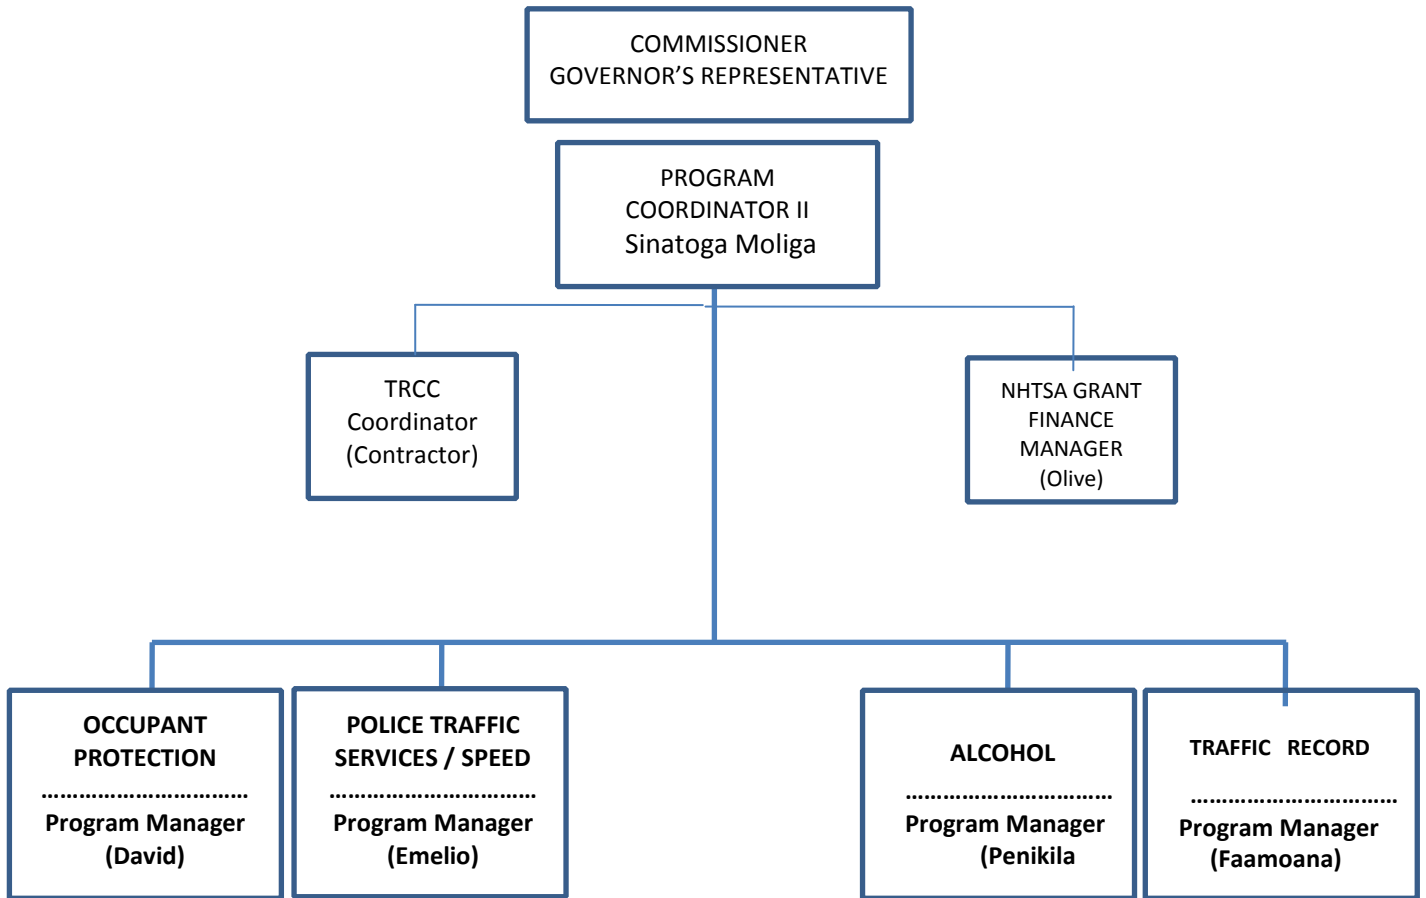 COMMISSIONER
GOVERNOR’S REPRESENTATIVE
PROGRAM
COORDINATOR II
Sinatoga Moliga
TRCC
Coordinator
(Contractor)
NHTSA GRANT
FINANCE
MANAGER
(Olive)
OCCUPANT
PROTECTION
……………………………
Program Manager
(David)
POLICE TRAFFIC
SERVICES / SPEED
……………………………
Program Manager
(Emelio)
ALCOHOL
……………………………
Program Manager
(Penikila
TRAFFIC RECORD
……………………………
Program Manager
(Faamoana)